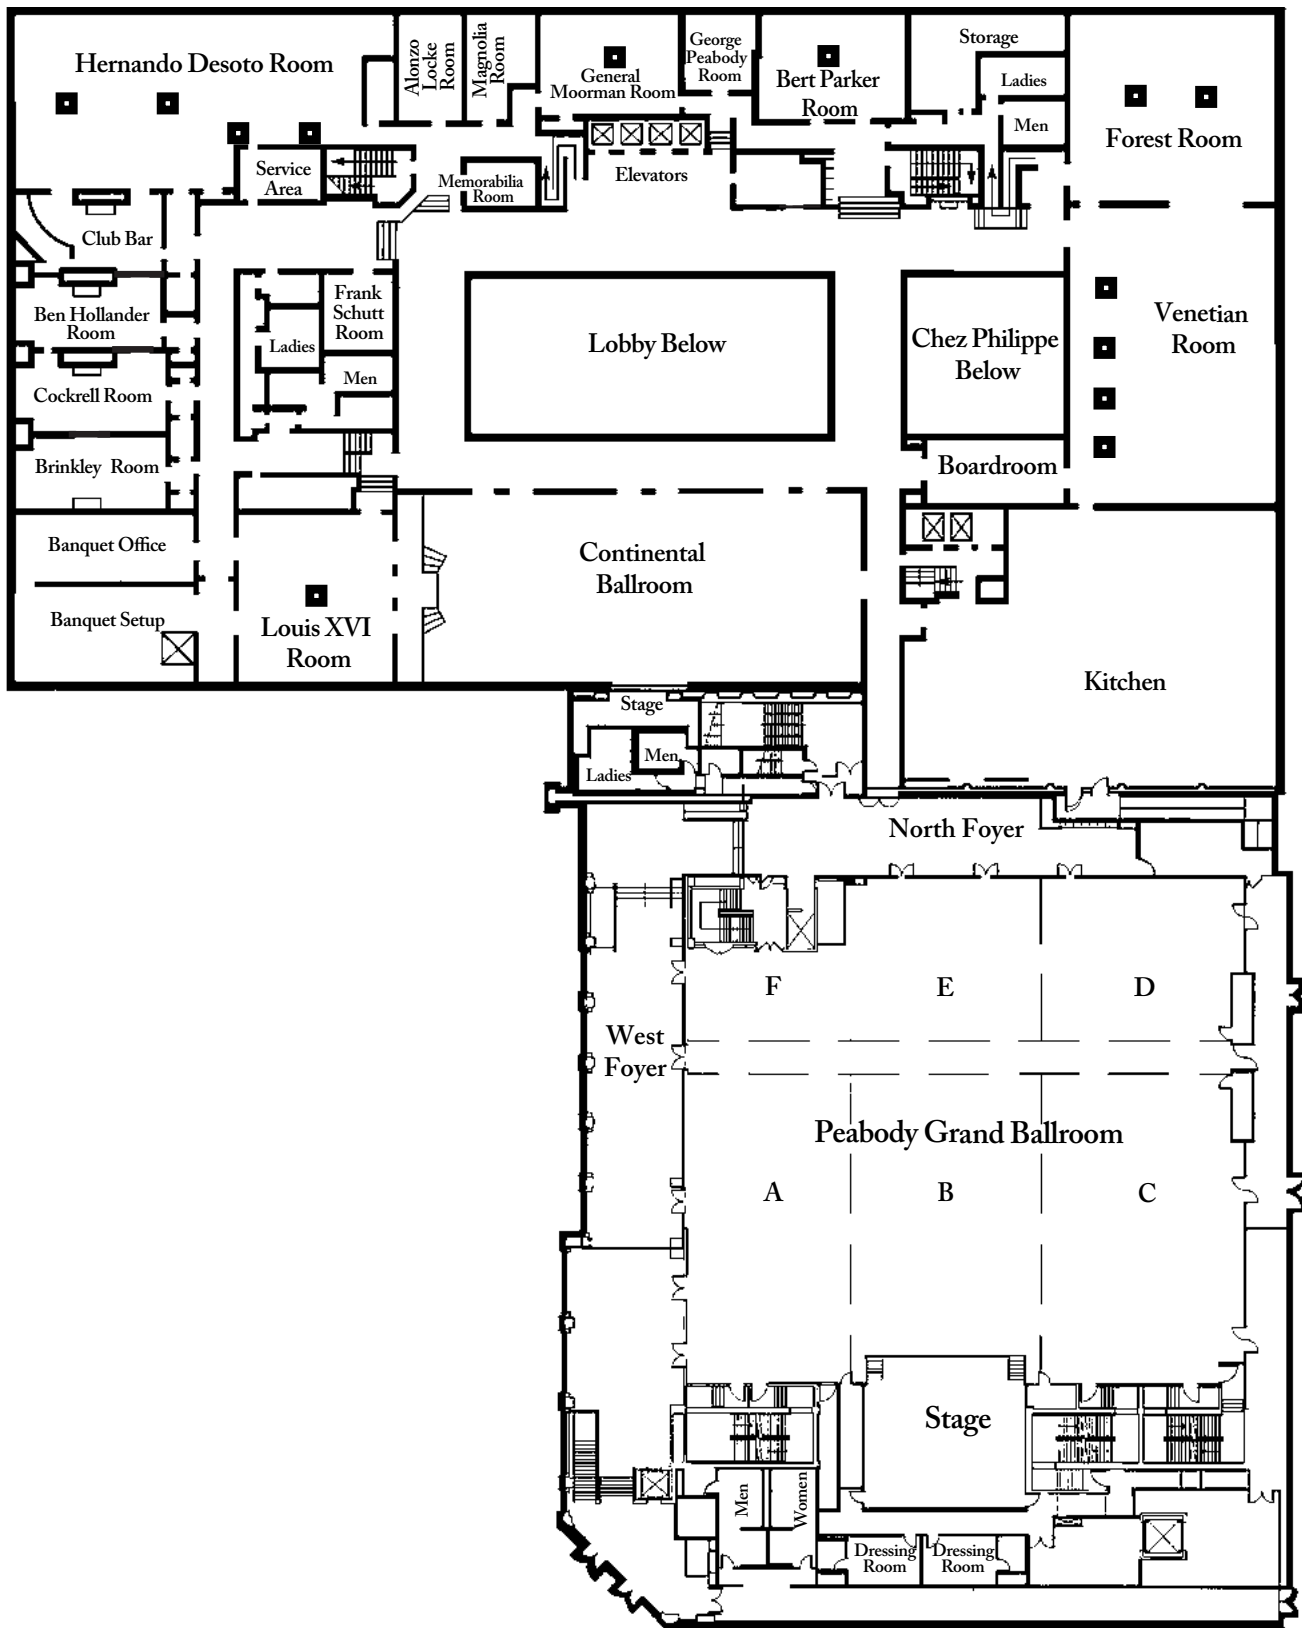 Hernando Desoto Room
Alonzo
Locke
Room
Magnolia
Room
General
Moorman Room
George
Peabody
Room
Bert Parker
Room
Storage
Ladies
Men
Forest Room
Service
Area
Memorabilia
Room
Elevators
Club Bar
Ben Hollander
Room
Frank
Schutt
Room
Ladies
Men
Lobby Below
Chez Philippe
Below
Venetian
Room
Cockrell Room
Brinkley Room
Boardroom
Banquet Office
Banquet Setup
Louis XVI
Room
Continental
Ballroom
Kitchen
Stage
Men
Ladies
North Foyer
F
E
D
West
Foyer
Peabody Grand Ballroom
A
B
C
Stage
Men
Women
Dressing
Room
Dressing
Room